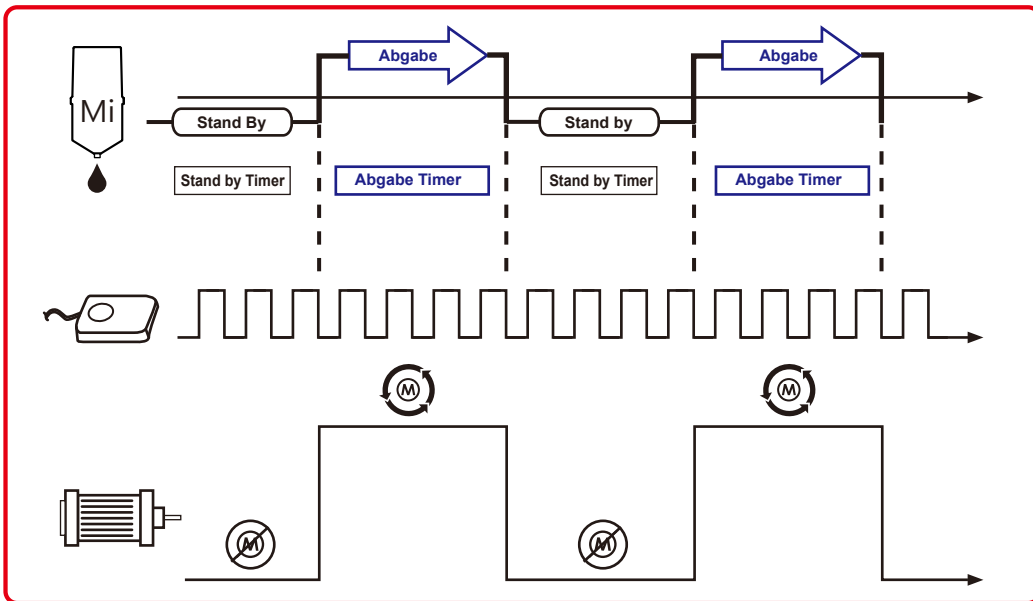 Abgabe
Abgabe
Mi
Stand By
Stand by
Stand by Timer
Abgabe Timer
Stand by Timer
Abgabe Timer
M
M
M
M